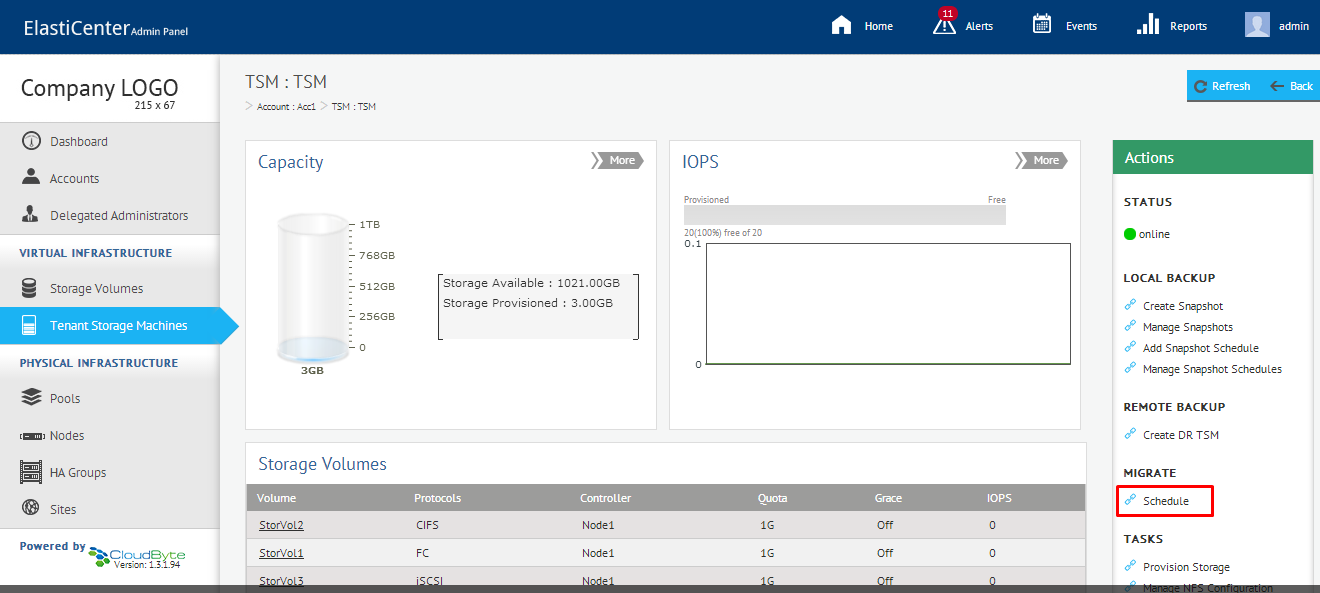 ElastiCenter Admin Panel
Home
11
Alerts
Events
Reports
admin
Company LOGO
215 x 67
Dashboard
Accounts
Delegated Administrators
VIRTUAL INFRASTRUCTURE
Storage Volumes
Tenant Storage Machines
PHYSICAL INFRASTRUCTURE
Pools
Nodes
HA Groups
Sites
Powered by CloudByte
Version: 1.3.1.94
TSM : TSM
> Account : Acc1 > TSM : TSM
Refresh
Back
Capacity
More
1TB
768GB
512GB
256GB
0
3GB
Storage Available : 1021.00GB
Storage Provisioned : 3.00GB
IOPS
More
Provisioned Free
20(100%) free of 20
0.1
0
Storage Volumes
Volume Protocols Controller Quota Grace IOPS
StorVol2 CIFS Node1 1G Off 0
StorVol1 FC Node1 1G Off 0
StorVol3 iSCSI Node1 1G Off 0
Actions
STATUS
online
LOCAL BACKUP
Create Snapshot
Manage Snapshots
Add Snapshot Schedule
Manage Snapshot Schedules
REMOTE BACKUP
Create DR TSM
MIGRATE
Schedule
TASKS
Provision Storage
Manage NFS Configuration